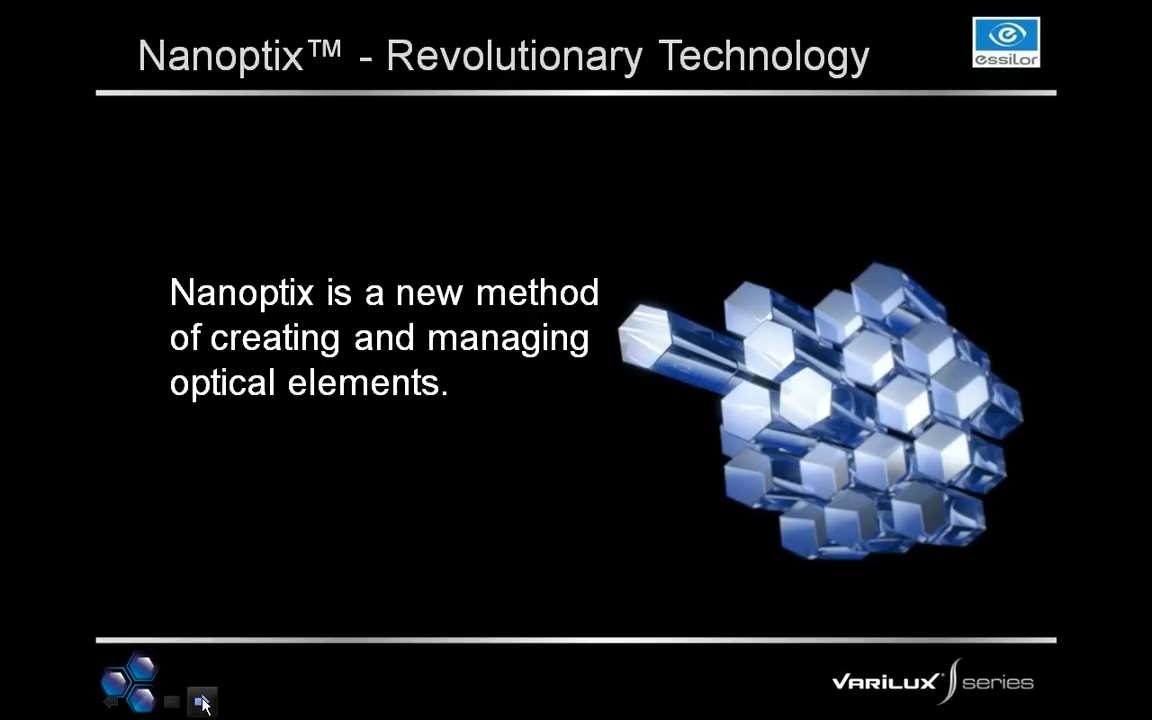 Nanoptix™ - Revolutionary Technology
essilor
Nanoptix is a new method
of creating and managing
optical elements.
VARILUX® S series